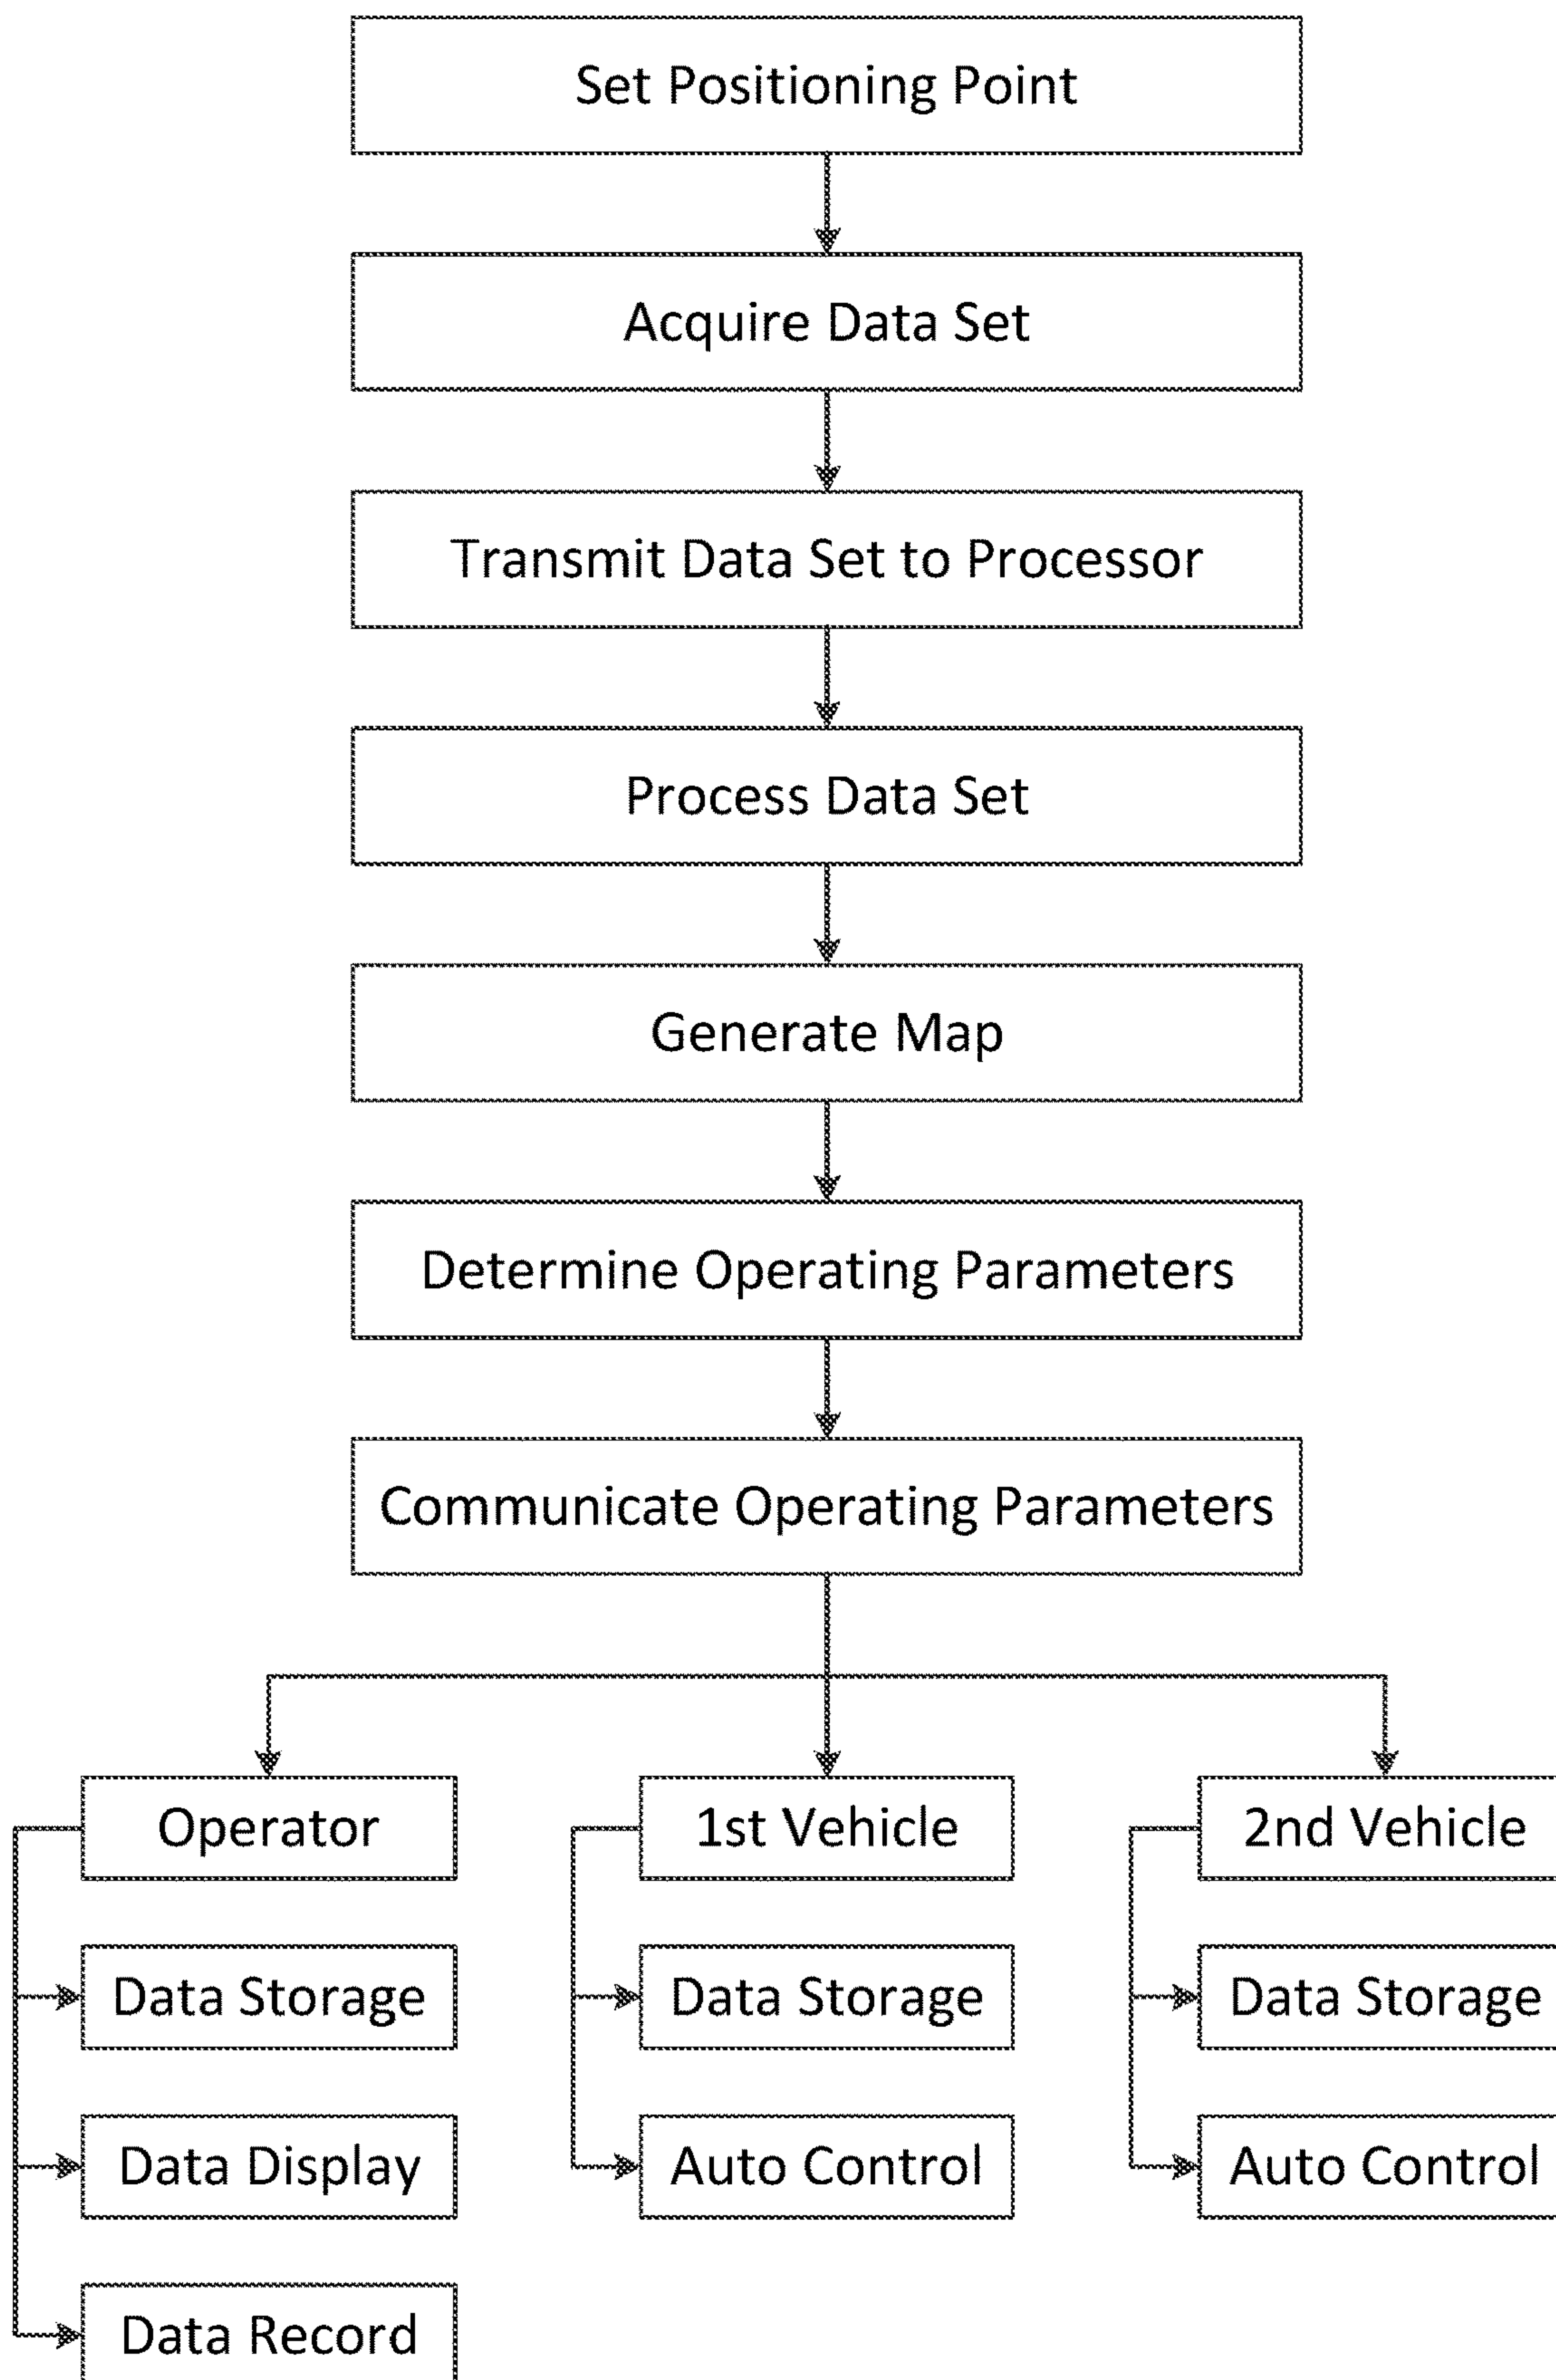 Set Positioning Point
Acquire Data Set
Transmit Data Set to Processor
Process Data Set
Generate Map
Determine Operating Parameters
Communicate Operating Parameters
Operator
1st Vehicle
2nd Vehicle
Data Storage
Data Storage
Data Storage
Data Display
Auto Control
Auto Control
Data Record